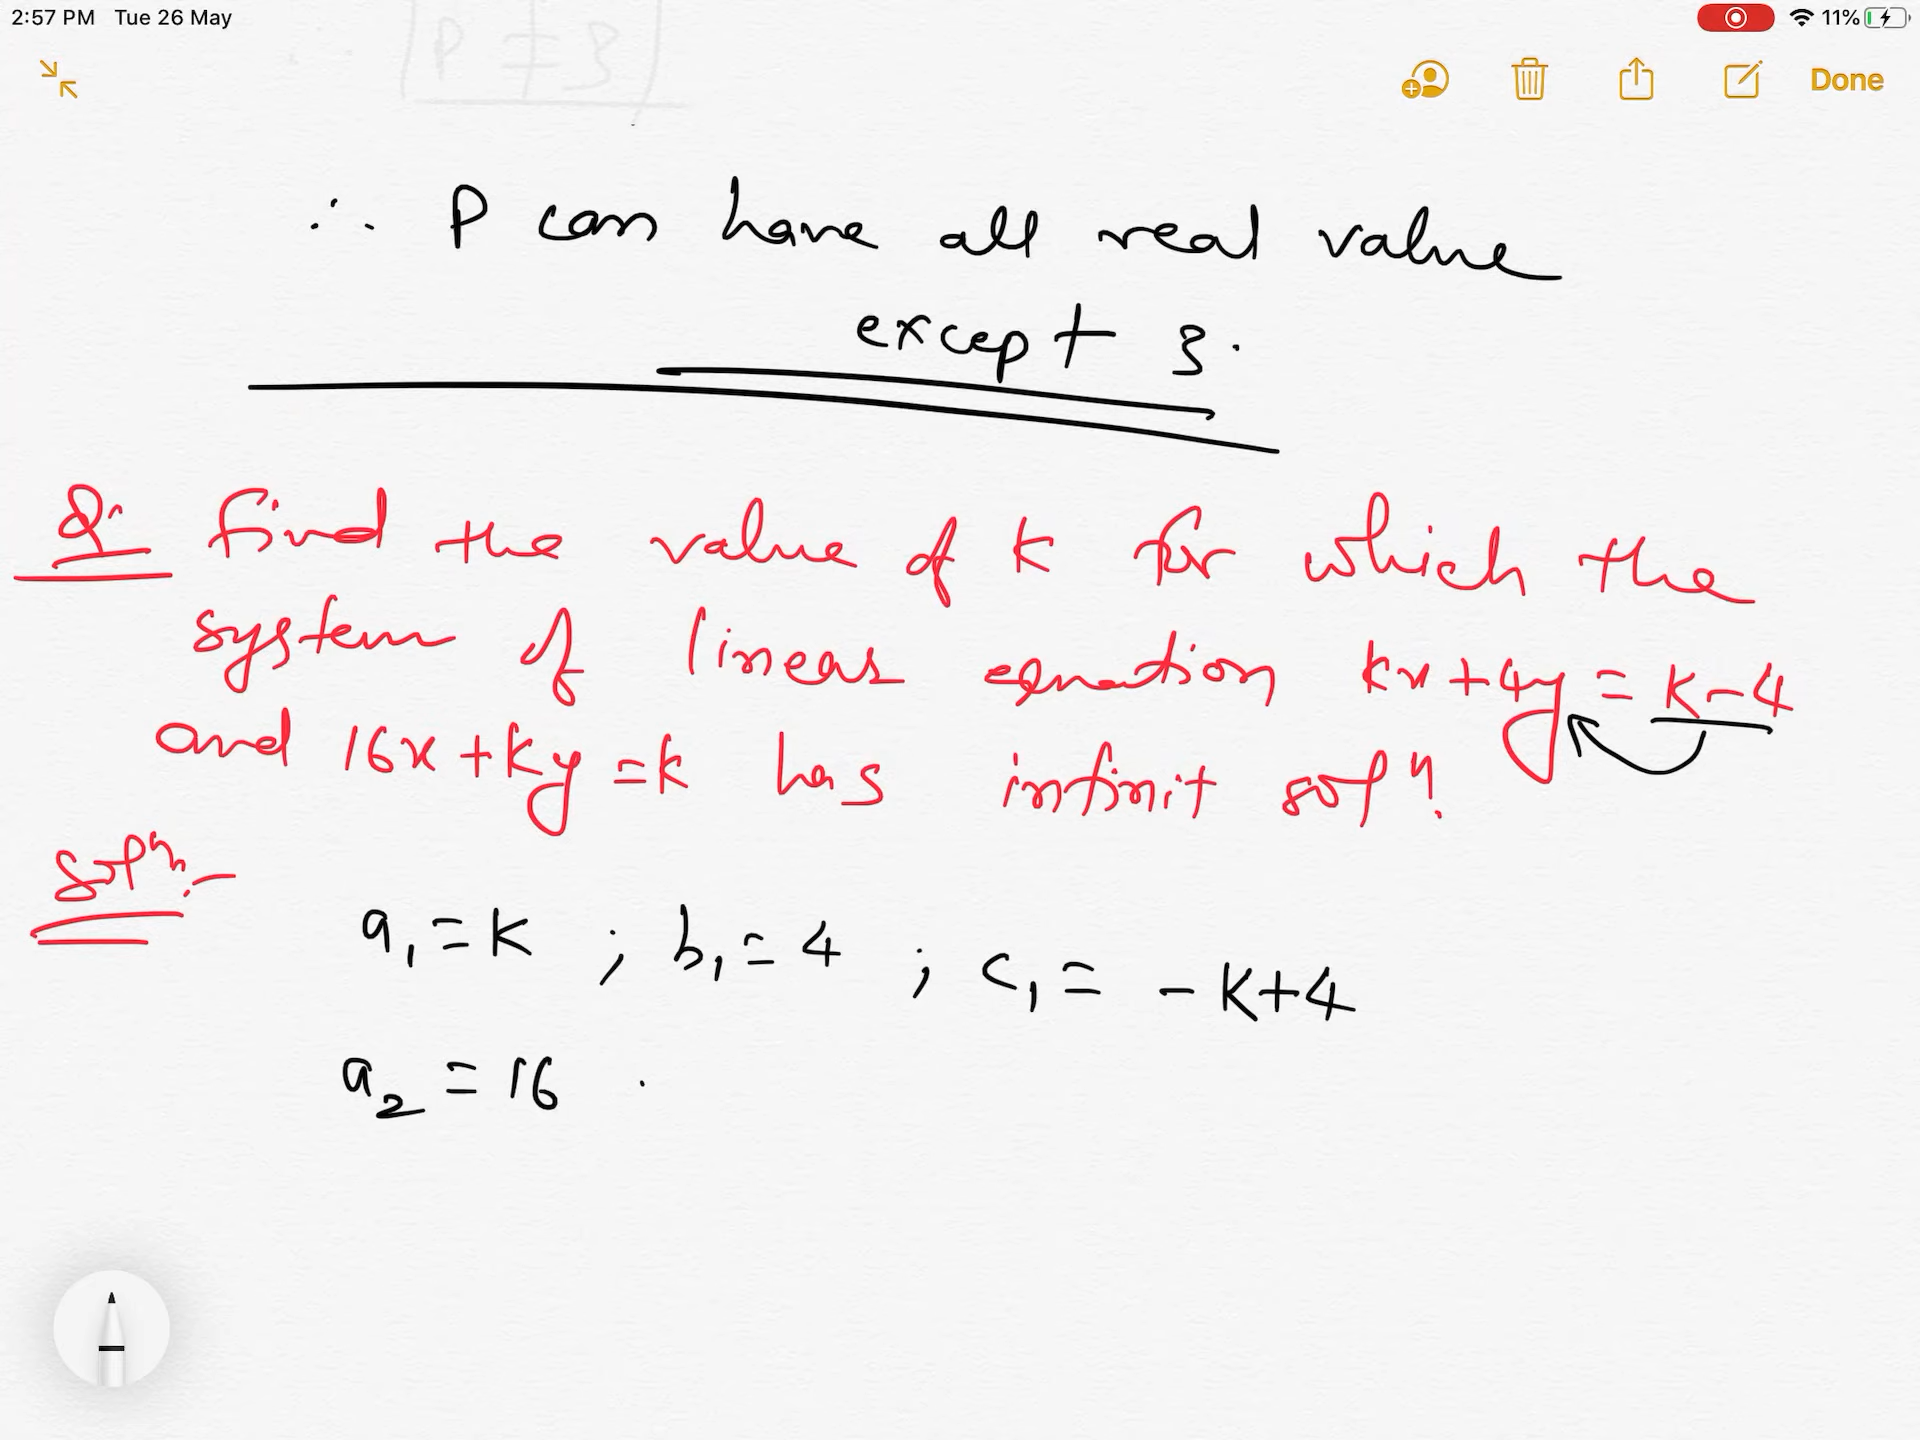 2:57 PM Tue 26 May
11%
P ≠ 3
Done
∴ P can have all real value
except 3.
Q:- find the value of k for which the
system of linear equation kx+4y = k-4
and 16x+ky=k has infinit solⁿ.
Solⁿ:-
a₁=k ; b₁=4 ; c₁= -k+4
a₂ = 16